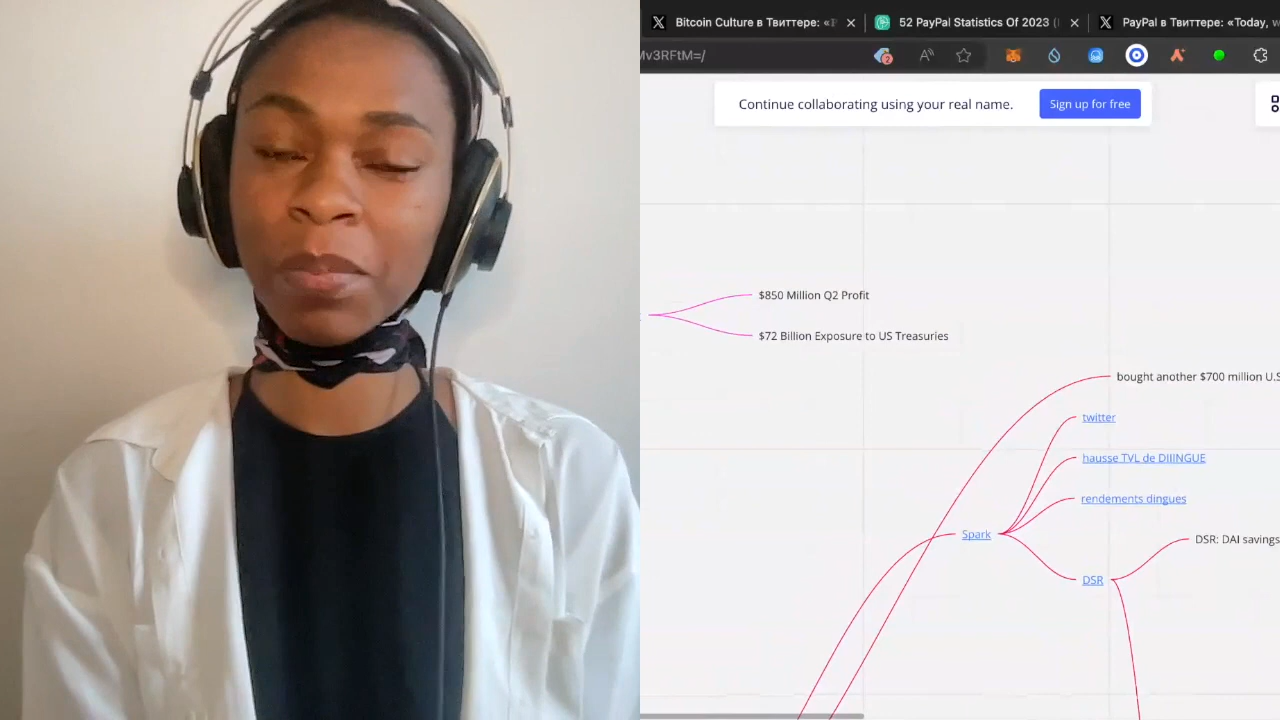 Bitcoin Culture в Твиттере: «
52 PayPal Statistics Of 2023 (
PayPal в Твиттере: «Today, w
Mv3RFtM=/
2
Continue collaborating using your real name.
Sign up for free
$850 Million Q2 Profit
$72 Billion Exposure to US Treasuries
bought another $700 million U.S
twitter
hausse TVL de DIIINGUE
rendements dingues
Spark
DSR: DAI savings
DSR